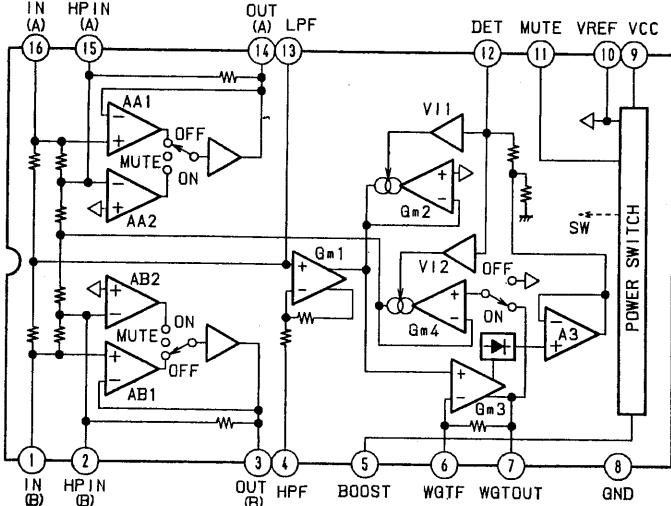 IN (A)
HPIN (A)
OUT (A)
LPF
DET
MUTE
VREF
VCC
16
15
14
13
12
11
10
9
AA1
OFF
MUTE
ON
AA2
VI1
Gm2
SW
POWER SWITCH
Gm1
VI2
OFF
ON
Gm4
A3
AB2
ON
MUTE
OFF
AB1
Gm3
1
2
3
4
5
6
7
8
IN (B)
HPIN (B)
OUT (B)
HPF
BOOST
WGTF
WGTOUT
GND